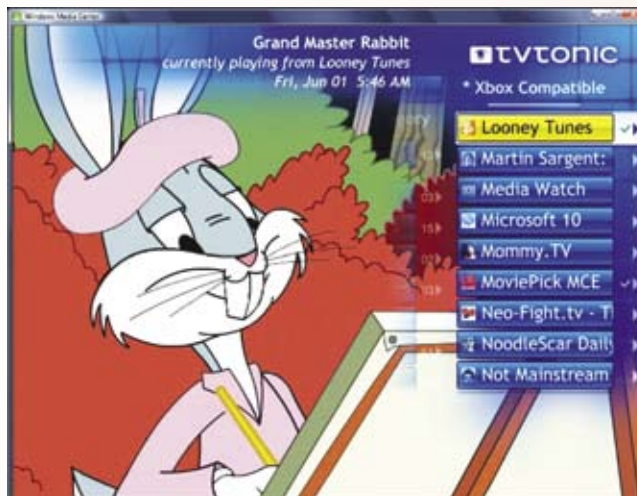 Windows Media Center
Grand Master Rabbit
currently playing from Looney Tunes
Fri, Jun 01 5:46 AM
TVTONIC
* Xbox Compatible
Looney Tunes
Martin Sargent:
Media Watch
Microsoft 10
Mommy.TV
MoviePick MCE
Neo-Fight.tv - T
NoodleScar Daily
Not Mainstream